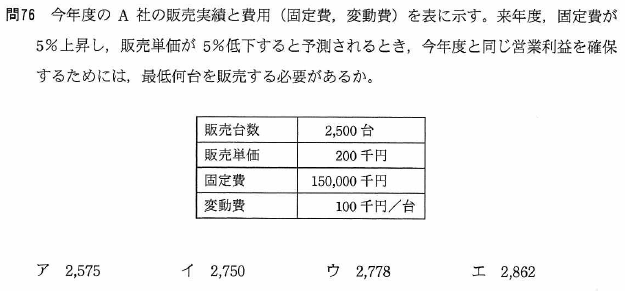 問76 今年度の A 社の販売実績と費用（固定費，変動費）を表に示す。来年度，固定費が
5％上昇し，販売単価が 5％低下すると予測されるとき，今年度と同じ営業利益を確保
するためには，最低何台を販売する必要があるか。
販売台数 2,500 台
販売単価 200 千円
固定費 150,000 千円
変動費 100 千円／台
ア 2,575 イ 2,750 ウ 2,778 エ 2,862